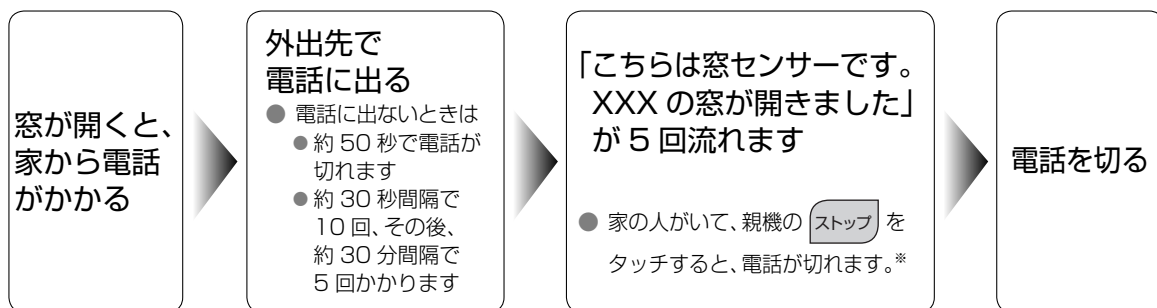 窓が開くと、
家から電話
がかかる
外出先で
電話に出る
● 電話に出ないときは
● 約 50 秒で電話が
切れます
● 約 30 秒間隔で
10 回、その後、
約 30 分間隔で
5 回かかります
「こちらは窓センサーです。
XXX の窓が開きました」
が 5 回流れます
● 家の人がいて、親機の ストップ を
タッチすると、電話が切れます。※
電話を切る